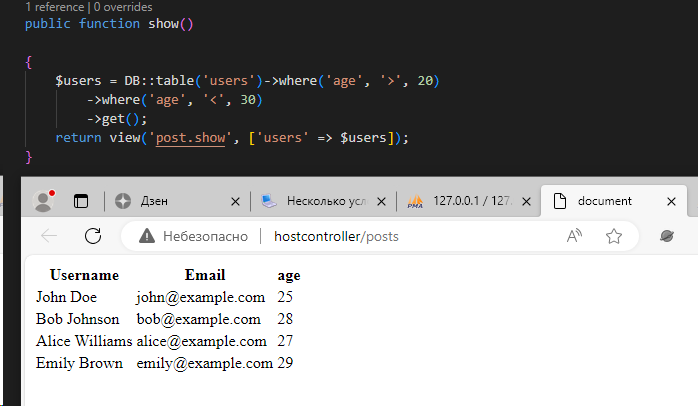 1 reference | 0 overrides
public function show()
{
$users = DB::table('users')->where('age', '>', 20)
->where('age', '<', 30)
->get();
return view('post.show', ['users' => $users]);
}
Дзен
Несколько усл
PMA
127.0.0.1 / 127.
document
Небезопасно
hostcontroller/posts
A
Username Email age
John Doe john@example.com 25
Bob Johnson bob@example.com 28
Alice Williams alice@example.com 27
Emily Brown emily@example.com 29